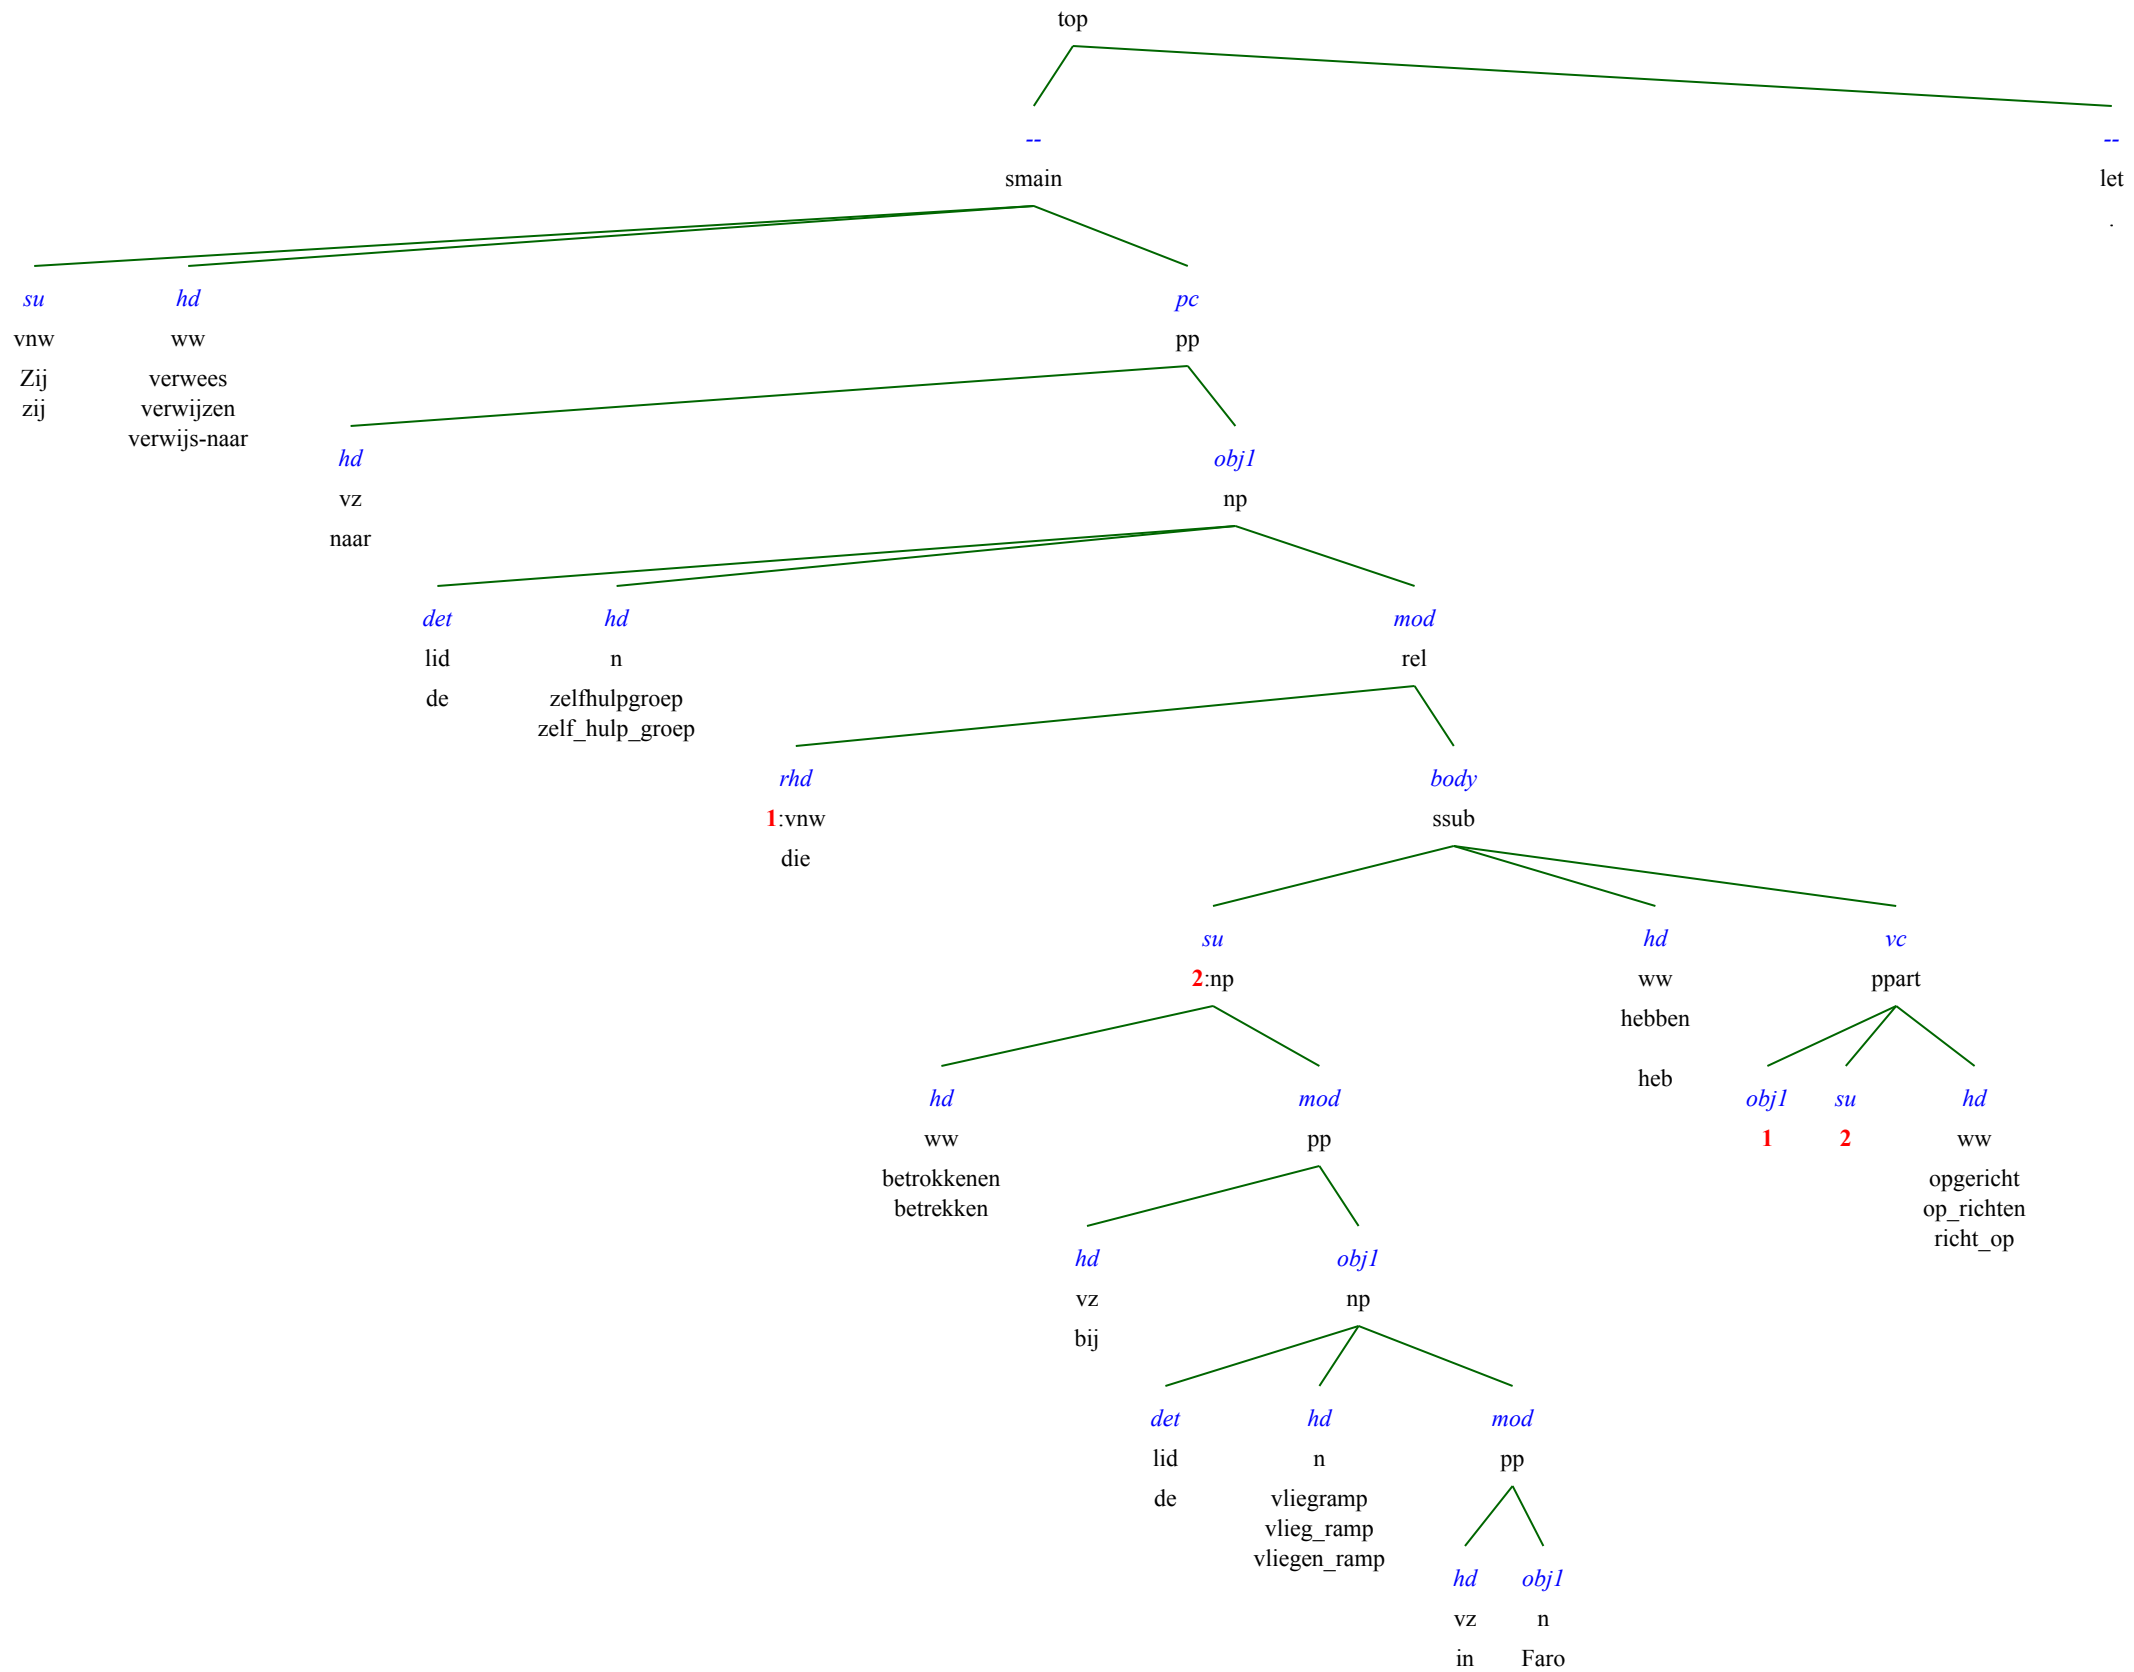 top
-- --
smain let
.
su hd pc
vnw ww pp
Zij verwees
zij verwijzen
verwijs-naar
hd obj1
vz np
naar
det hd mod
lid n rel
de zelfhulpgroep
zelf_hulp_groep
rhd body
1:vnw ssub
die
su hd vc
2:np ww ppart
hebben
heb
hd mod obj1 su hd
ww pp 1 2 ww
betrokkenen opgericht
betrekken op_richten
richt_op
hd obj1
vz np
bij
det hd mod
lid n pp
de vliegramp
vlieg_ramp
vliegen_ramp
hd obj1
vz n
in Faro